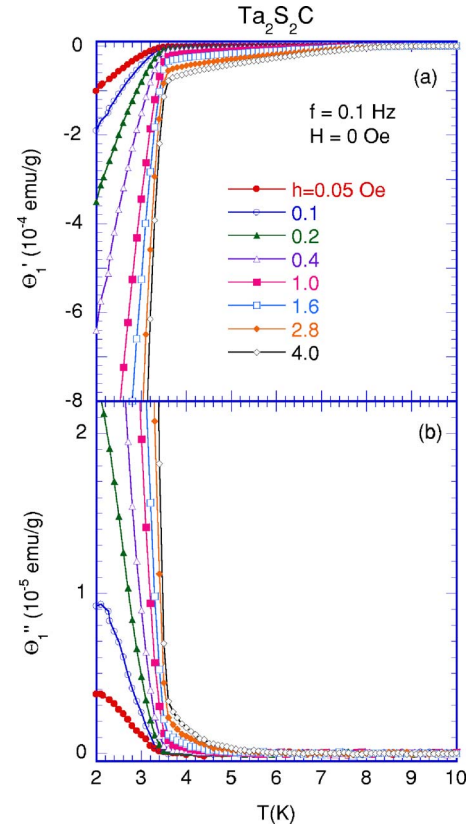 Ta₂S₂C
0
-2
-4
-6
-8
Θ₁' (10⁻⁴ emu/g)
(a)
f = 0.1 Hz
H = 0 Oe
h=0.05 Oe
0.1
0.2
0.4
1.0
1.6
2.8
4.0
2
1
0
Θ₁'' (10⁻⁵ emu/g)
(b)
2 3 4 5 6 7 8 9 10
T(K)